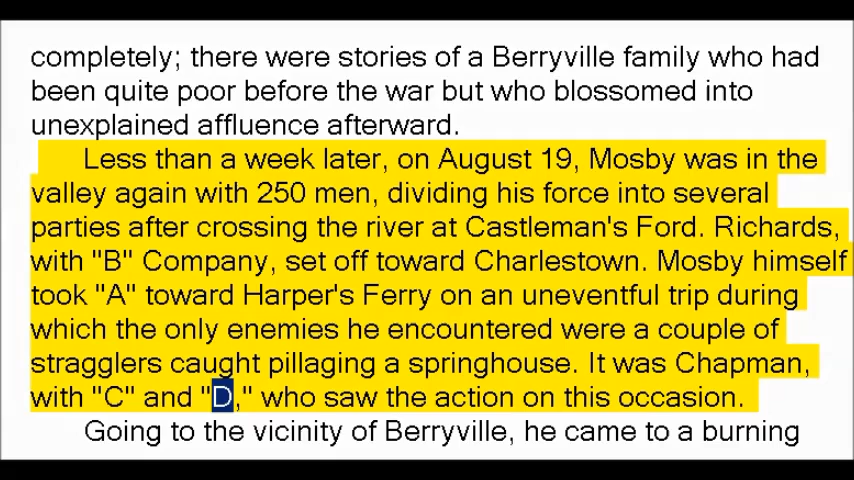 completely; there were stories of a Berryville family who had
been quite poor before the war but who blossomed into
unexplained affluence afterward.
Less than a week later, on August 19, Mosby was in the
valley again with 250 men, dividing his force into several
parties after crossing the river at Castleman's Ford. Richards,
with "B" Company, set off toward Charlestown. Mosby himself
took "A" toward Harper's Ferry on an uneventful trip during
which the only enemies he encountered were a couple of
stragglers caught pillaging a springhouse. It was Chapman,
with "C" and "D," who saw the action on this occasion.
Going to the vicinity of Berryville, he came to a burning